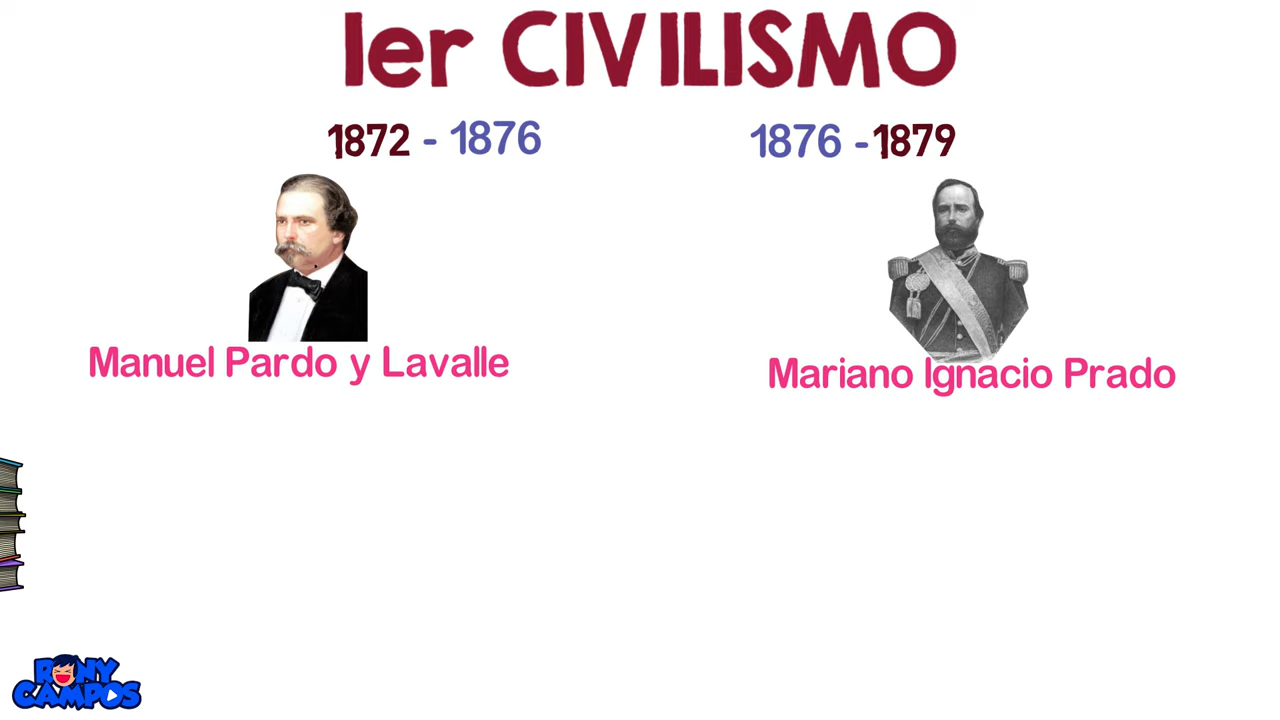 1er CIVILISMO
1872 - 1876
1876 - 1879
Manuel Pardo y Lavalle
Mariano Ignacio Prado
RONY
CAMPOS